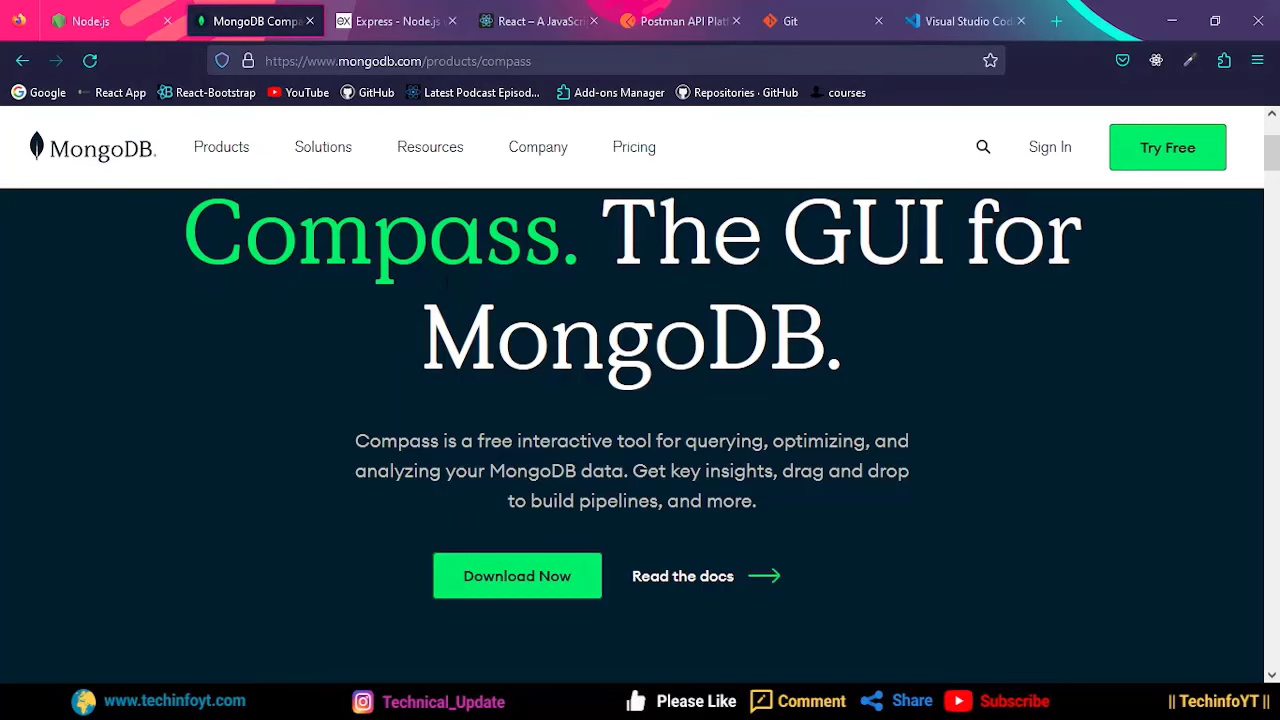 Node.js
MongoDB Compa
Express - Node.js
React – A JavaScri
Postman API Platf
Git
Visual Studio Cod
https://www.mongodb.com/products/compass
Google
React App
React-Bootstrap
YouTube
GitHub
Latest Podcast Episod...
Add-ons Manager
Repositories · GitHub
courses
MongoDB.
Products
Solutions
Resources
Company
Pricing
Sign In
Try Free
Compass. The GUI for
MongoDB.
Compass is a free interactive tool for querying, optimizing, and
analyzing your MongoDB data. Get key insights, drag and drop
to build pipelines, and more.
Download Now
Read the docs
www.techinfoyt.com
Technical_Update
Please Like
Comment
Share
Subscribe
|| TechinfoYT ||